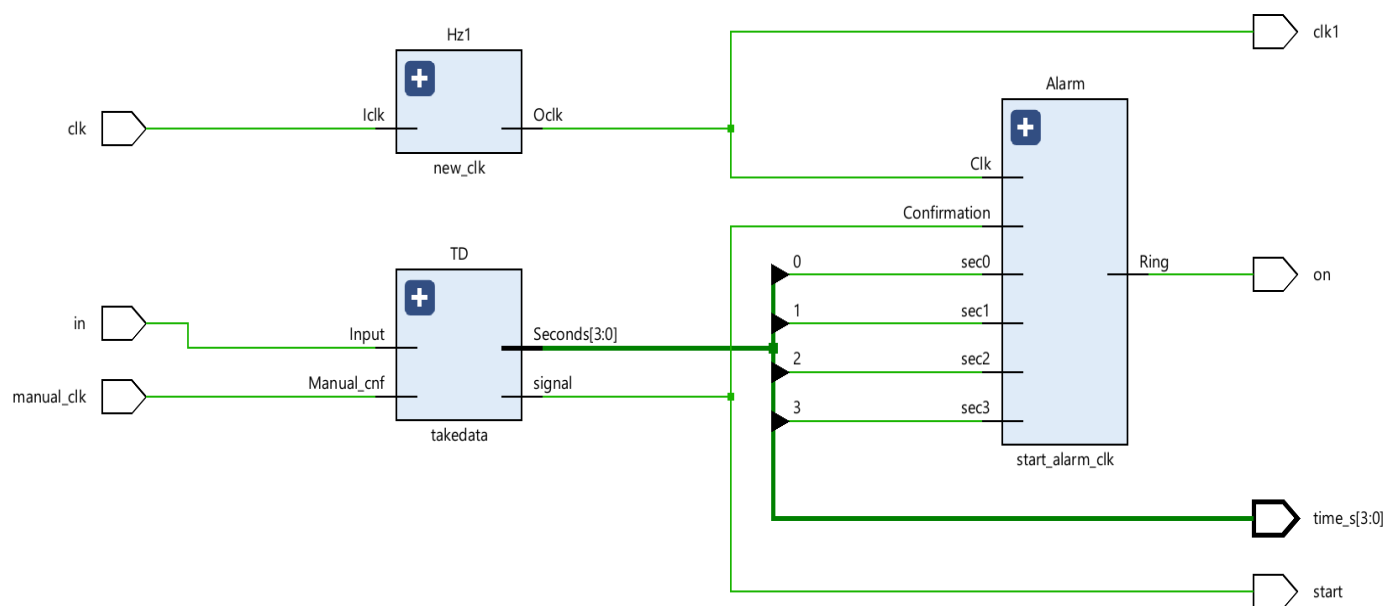 Hz1
clk1
Alarm
clk
Iclk
Oclk
new_clk
Clk
Confirmation
TD
0
sec0
Ring
on
in
Input
Seconds[3:0]
1
sec1
manual_clk
Manual_cnf
signal
2
sec2
takedata
3
sec3
start_alarm_clk
time_s[3:0]
start